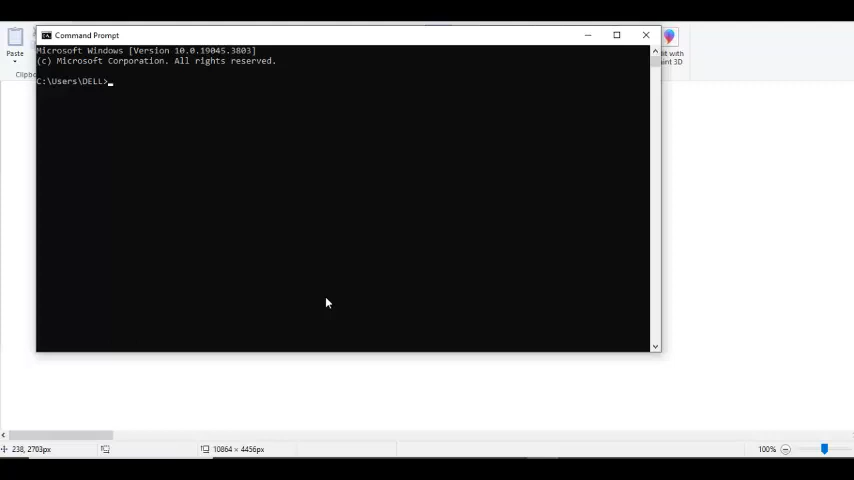 Command Prompt
Microsoft Windows [Version 10.0.19045.3803]
(c) Microsoft Corporation. All rights reserved.
C:\Users\DELL>
Paste
it with
int 3D
Clipbo
238, 2703px
10864 × 4456px
100%